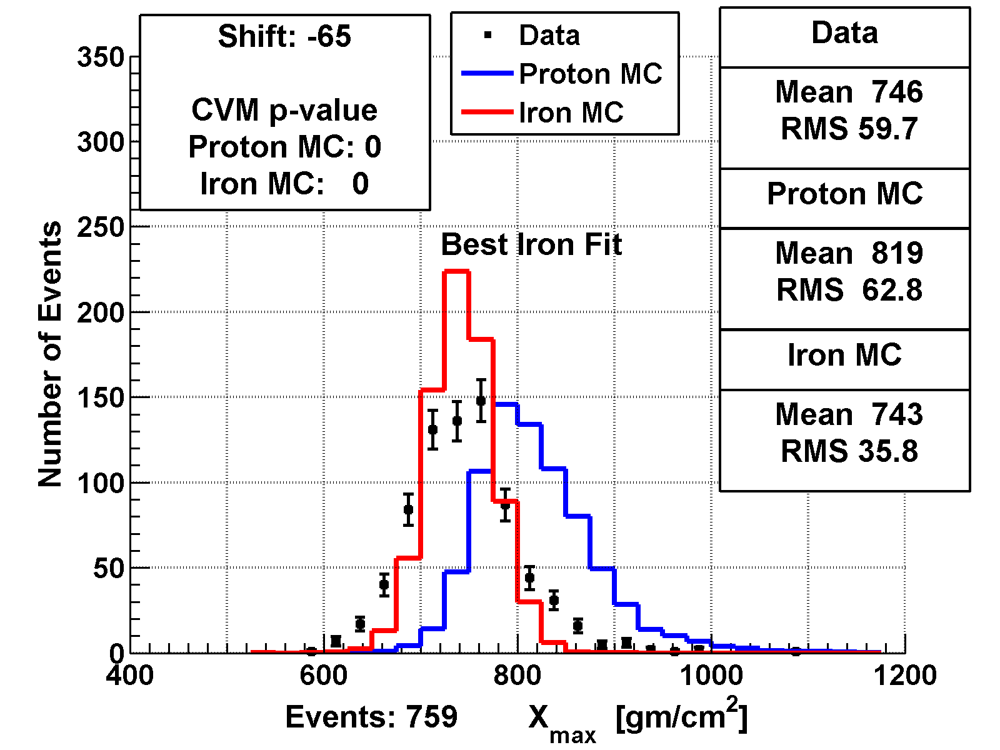 Shift: -65
CVM p-value
Proton MC: 0
Iron MC: 0
Data
Proton MC
Iron MC
Data
Mean 746
RMS 59.7
Proton MC
Mean 819
RMS 62.8
Iron MC
Mean 743
RMS 35.8
Best Iron Fit
Number of Events
350
300
250
200
150
100
50
0
400
600
800
1000
1200
Events: 759 Xmax [gm/cm2]